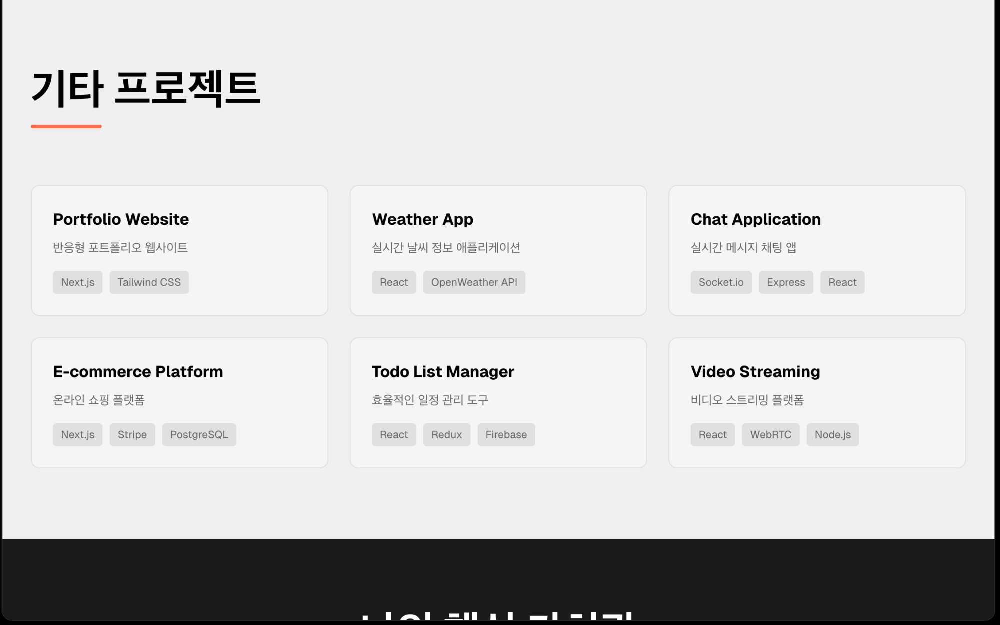 기타 프로젝트
Portfolio Website
반응형 포트폴리오 웹사이트
Next.js Tailwind CSS
Weather App
실시간 날씨 정보 애플리케이션
React OpenWeather API
Chat Application
실시간 메시지 채팅 앱
Socket.io Express React
E-commerce Platform
온라인 쇼핑 플랫폼
Next.js Stripe PostgreSQL
Todo List Manager
효율적인 일정 관리 도구
React Redux Firebase
Video Streaming
비디오 스트리밍 플랫폼
React WebRTC Node.js